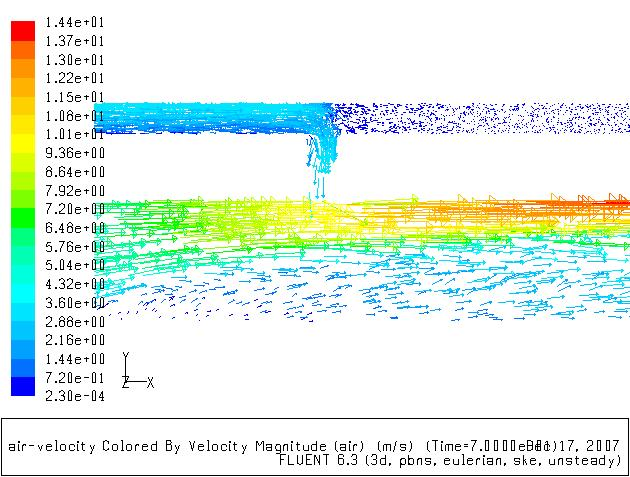 1.44e+01
1.37e+01
1.30e+01
1.22e+01
1.15e+01
1.08e+01
1.01e+01
9.36e+00
8.64e+00
7.92e+00
7.20e+00
6.48e+00
5.76e+00
5.04e+00
4.32e+00
3.60e+00
2.88e+00
2.16e+00
1.44e+00
7.20e-01
2.30e-04
Y
Z X
air-velocity Colored By Velocity Magnitude (air) (m/s) 17, 2007
FLUENT 6.3 (3d, pbns, eulerian, ske, unsteady)